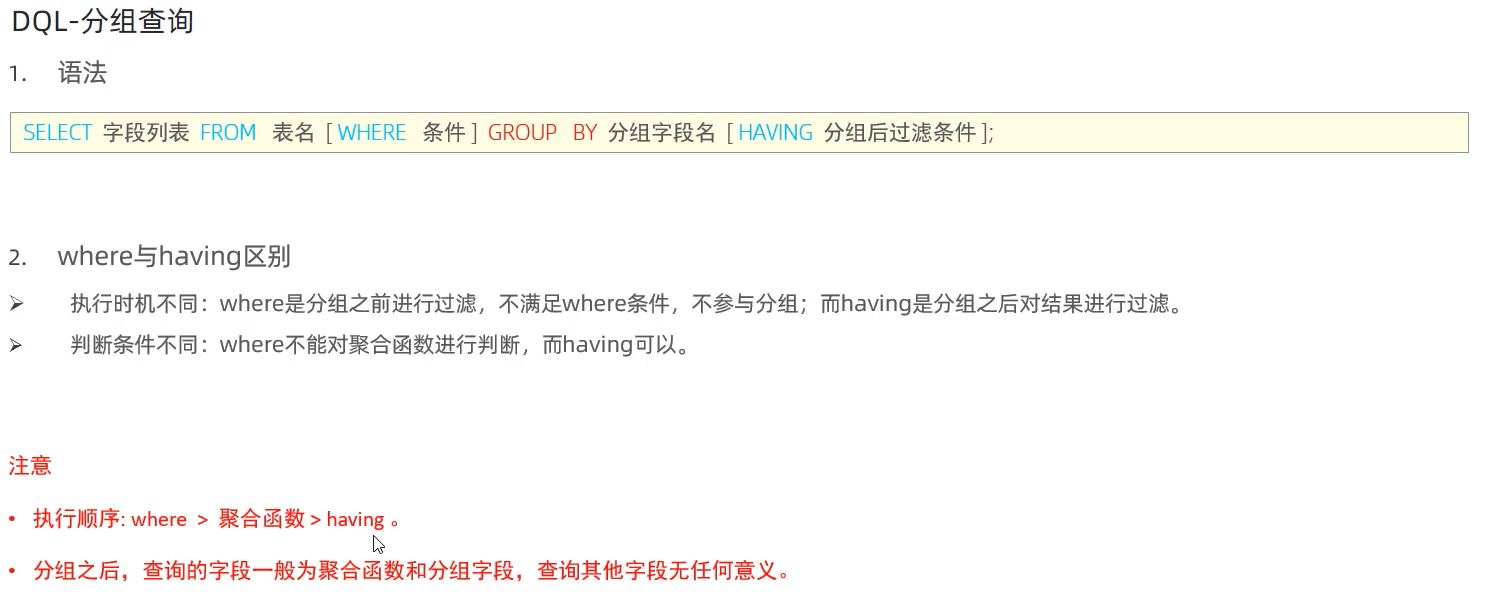 DQL-分组查询
1. 语法
SELECT 字段列表 FROM 表名 [ WHERE 条件 ] GROUP BY 分组字段名 [ HAVING 分组后过滤条件 ];
2. where与having区别
➢ 执行时机不同：where是分组之前进行过滤，不满足where条件，不参与分组；而having是分组之后对结果进行过滤。
➢ 判断条件不同：where不能对聚合函数进行判断，而having可以。
注意
• 执行顺序: where > 聚合函数 > having 。
• 分组之后，查询的字段一般为聚合函数和分组字段，查询其他字段无任何意义。